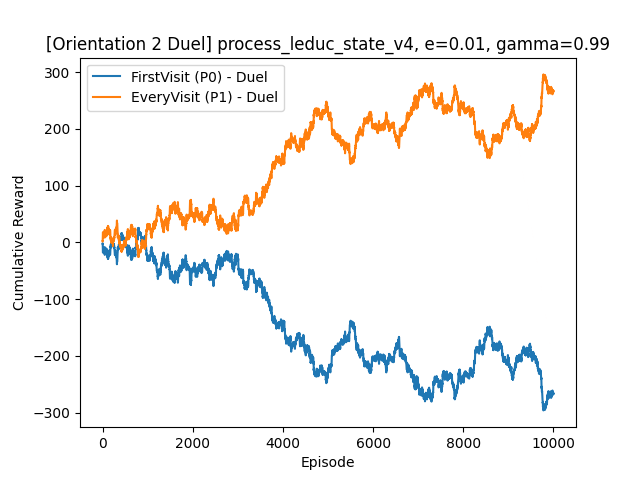 [Orientation 2 Duel] process_leduc_state_v4, e=0.01, gamma=0.99
FirstVisit (P0) - Duel
EveryVisit (P1) - Duel
300
200
100
0
−100
−200
−300
Cumulative Reward
0 2000 4000 6000 8000 10000
Episode